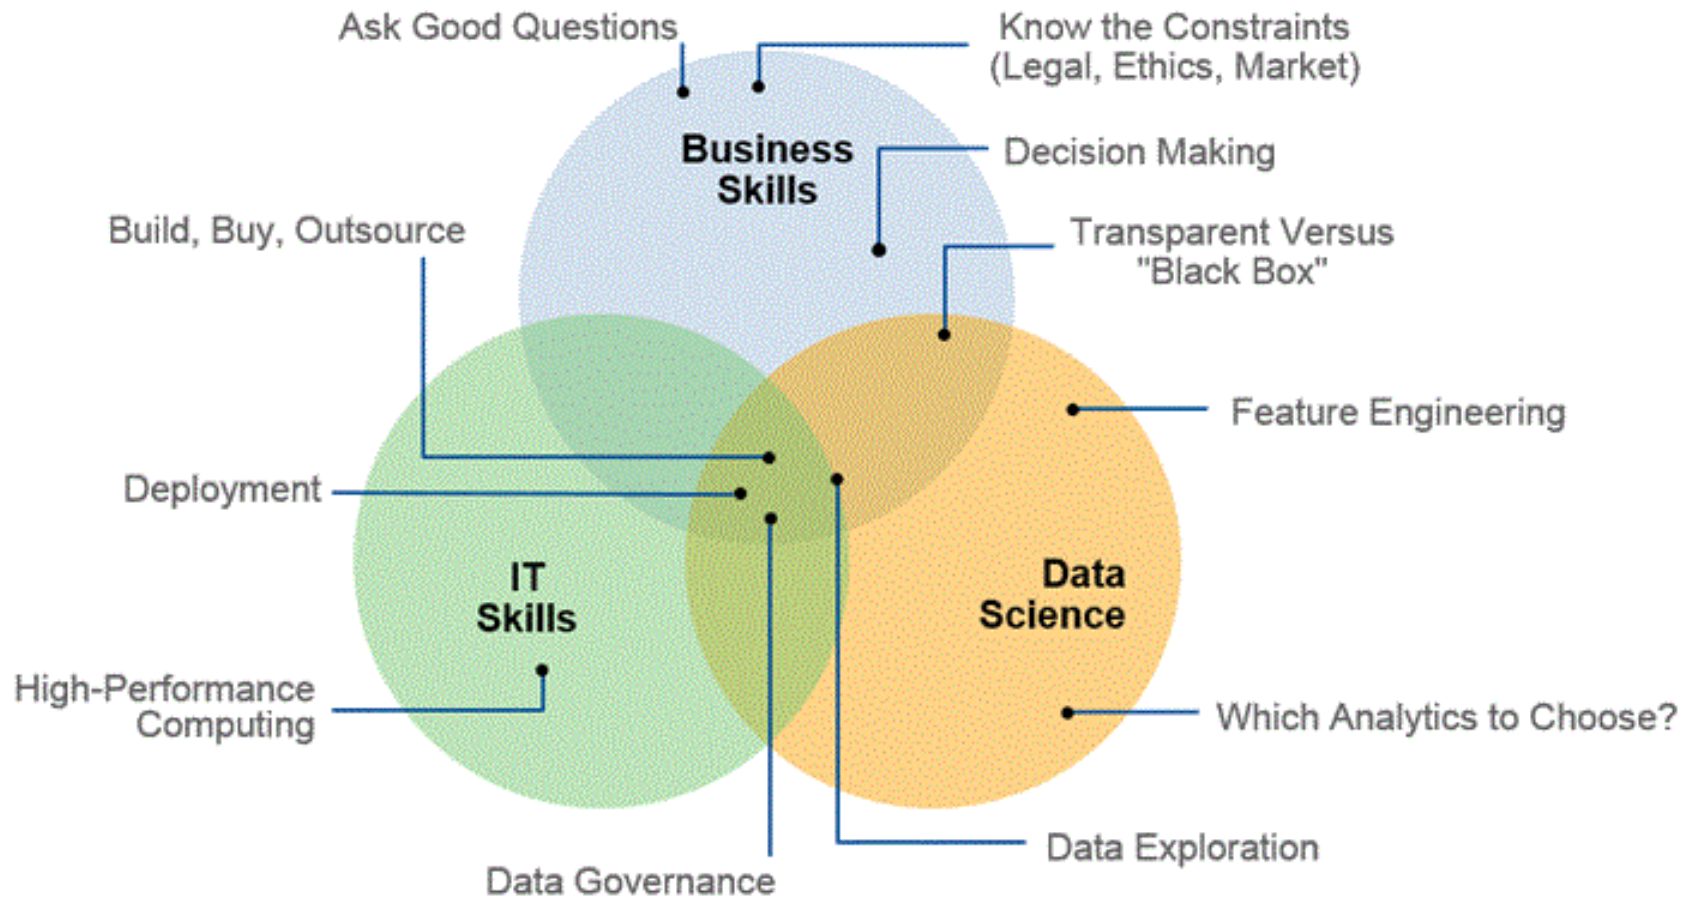 Ask Good Questions
Know the Constraints
(Legal, Ethics, Market)
Business
Skills
Decision Making
Build, Buy, Outsource
Transparent Versus
"Black Box"
Feature Engineering
Deployment
IT
Skills
Data
Science
High-Performance
Computing
Which Analytics to Choose?
Data Exploration
Data Governance